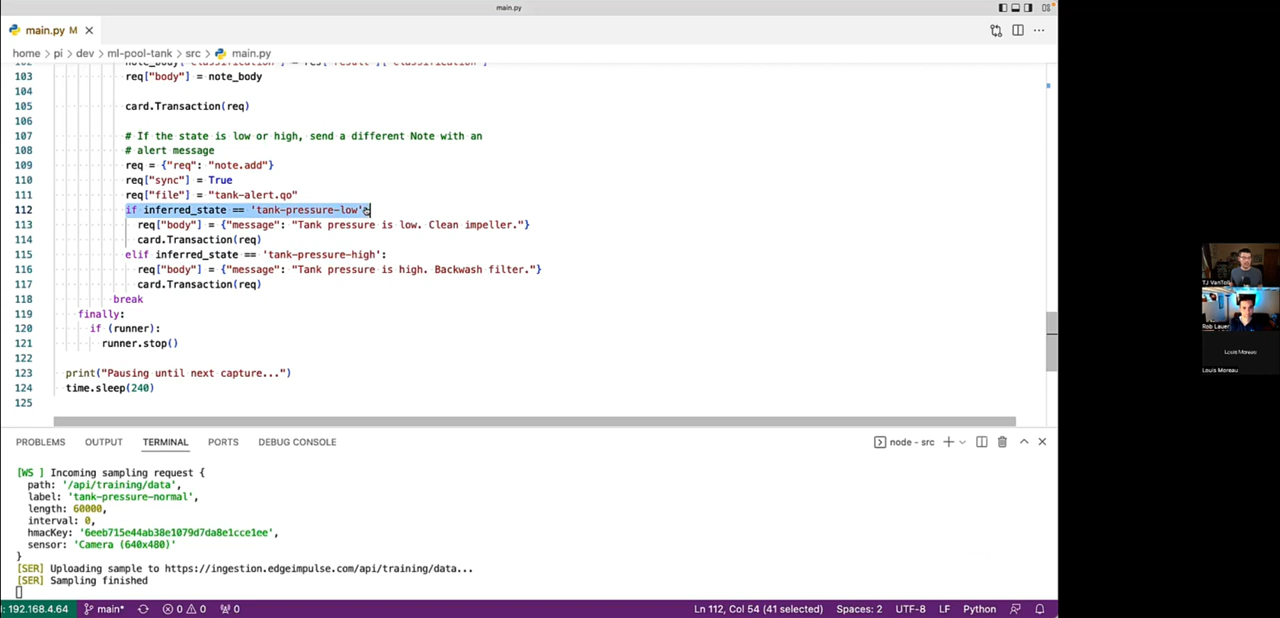 main.py
main.py M
home > pi > dev > ml-pool-tank > src > main.py
103 req["body"] = note_body
104
105 card.Transaction(req)
106
107 # If the state is low or high, send a different Note with an
108 # alert message
109 req = {"req": "note.add"}
110 req["sync"] = True
111 req["file"] = "tank-alert.qo"
112 if inferred_state == 'tank-pressure-low':
113 req["body"] = {"message": "Tank pressure is low. Clean impeller."}
114 card.Transaction(req)
115 elif inferred_state == 'tank-pressure-high':
116 req["body"] = {"message": "Tank pressure is high. Backwash filter."}
117 card.Transaction(req)
118 break
119 finally:
120 if (runner):
121 runner.stop()
122
123 print("Pausing until next capture...")
124 time.sleep(240)
125
PROBLEMS OUTPUT TERMINAL PORTS DEBUG CONSOLE node - src
[WS ] Incoming sampling request {
path: '/api/training/data',
label: 'tank-pressure-normal',
length: 60000,
interval: 0,
hmacKey: '6eeb715e44ab38e1079d7da8e1cce1ee',
sensor: 'Camera (640x480)'
}
[SER] Uploading sample to https://ingestion.edgeimpulse.com/api/training/data...
[SER] Sampling finished
192.168.4.64 main* 0 0 0 Ln 112, Col 54 (41 selected) Spaces: 2 UTF-8 LF Python
TJ VanToll
Rob Lauer
Louis Moreau
Louis Moreau